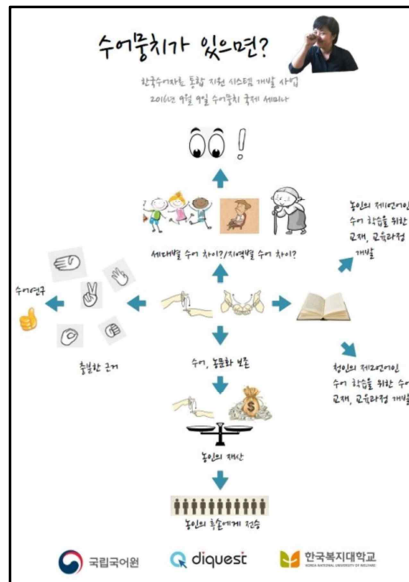 수어뭉치가 있으면?
한국수어자료 통합 지원 시스템 개발 사업
2016년 9월 9일 수어뭉치 국제 세미나
세대별 수어 차이?/지역별 수어 차이?
농인의 제1언어인
수어 학습을 위한
교재, 교육과정
개발
수어연구
충분한 근거
수어, 농문화 보존
청인의 제2언어인
수어 학습을 위한 수어
교재, 교육과정 개발
$
농인의 재산
농인의 후손에게 전승
국립국어원
diquest
한국복지대학교
KOREA NATIONAL UNIVERSITY OF WELFARE